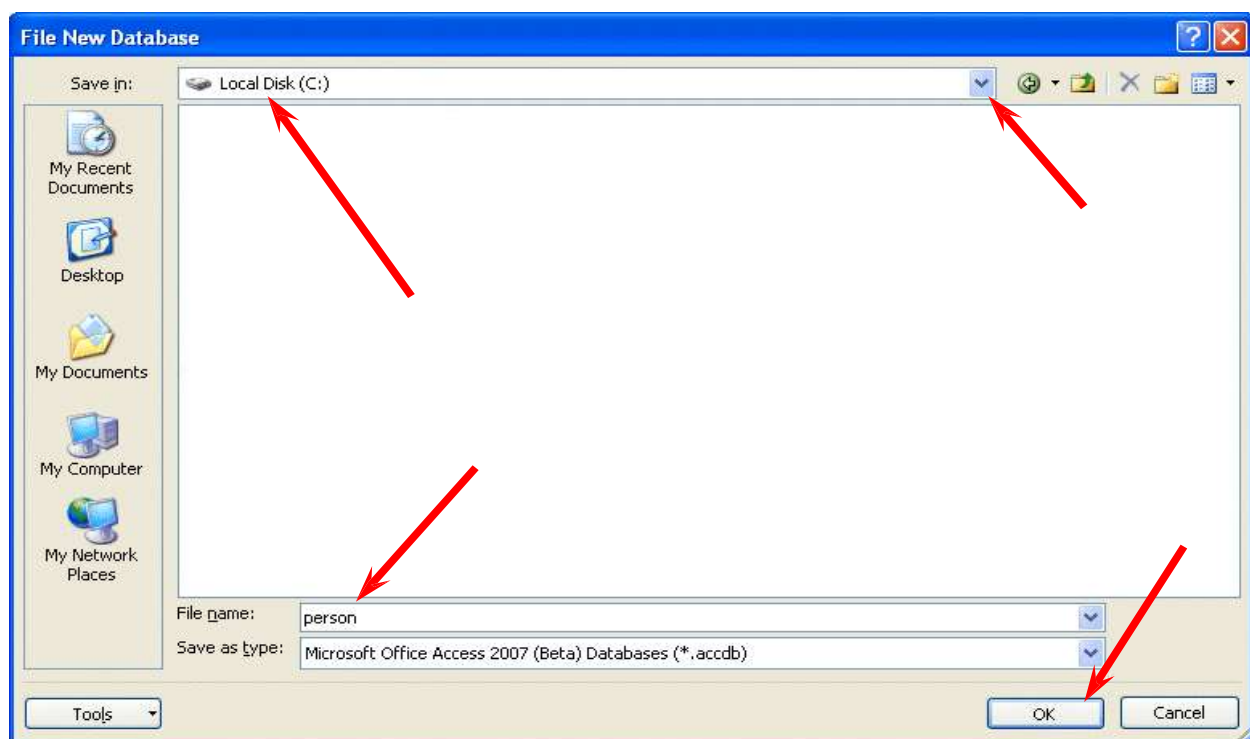 File New Database
Save in:
Local Disk (C:)
My Recent
Documents
Desktop
My Documents
My Computer
My Network
Places
File name:
person
Save as type:
Microsoft Office Access 2007 (Beta) Databases (*.accdb)
Tools
OK
Cancel